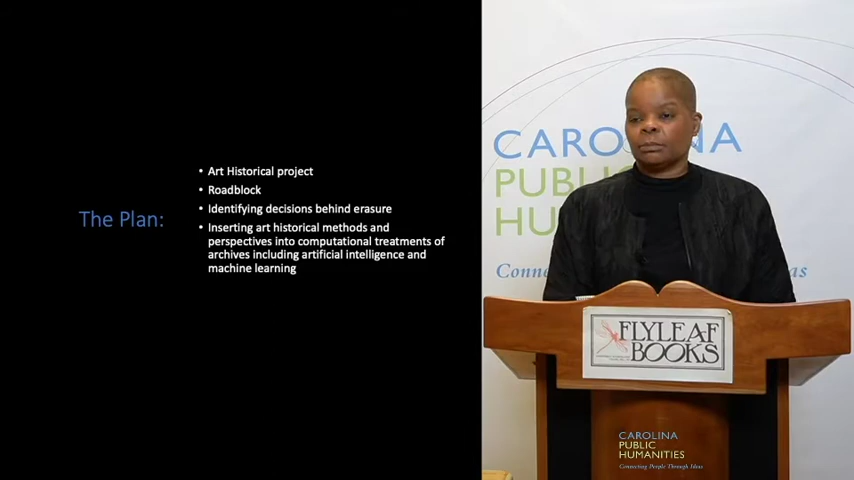 The Plan:
• Art Historical project
• Roadblock
• Identifying decisions behind erasure
• Inserting art historical methods and
perspectives into computational treatments of
archives including artificial intelligence and
machine learning
CAROLINA
PUBLIC
HU
Conne as
FLYLEAF
BOOKS
CAROLINA
PUBLIC
HUMANITIES
Connecting People Through Ideas